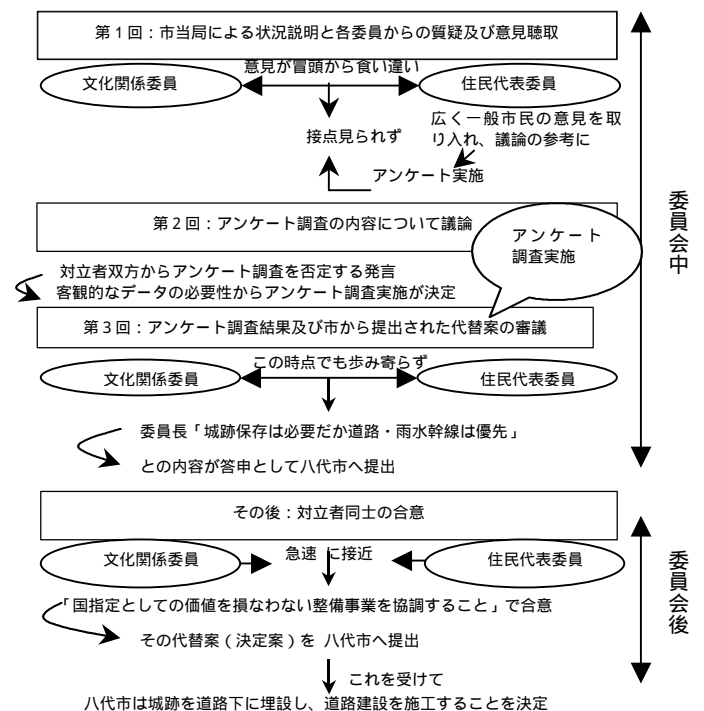 第1回：市当局による状況説明と各委員からの質疑及び意見聴取
意見が冒頭から食い違い
文化関係委員
住民代表委員
接点見られず
広く一般市民の意見を取
り入れ、議論の参考に
アンケート実施
第2回：アンケート調査の内容について議論
アンケート
調査実施
対立者双方からアンケート調査を否定する発言
客観的なデータの必要性からアンケート調査実施が決定
第3回：アンケート調査結果及び市から提出された代替案の審議
この時点でも歩み寄らず
文化関係委員
住民代表委員
委員長「城跡保存は必要だか道路・雨水幹線は優先」
との内容が答申として八代市へ提出
委員会中
その後：対立者同士の合意
文化関係委員
急速 に接近
住民代表委員
「国指定としての価値を損なわない整備事業を協調すること」で合意
その代替案（決定案）を 八代市へ提出
これを受けて
八代市は城跡を道路下に埋設し、道路建設を施工することを決定
委員会後